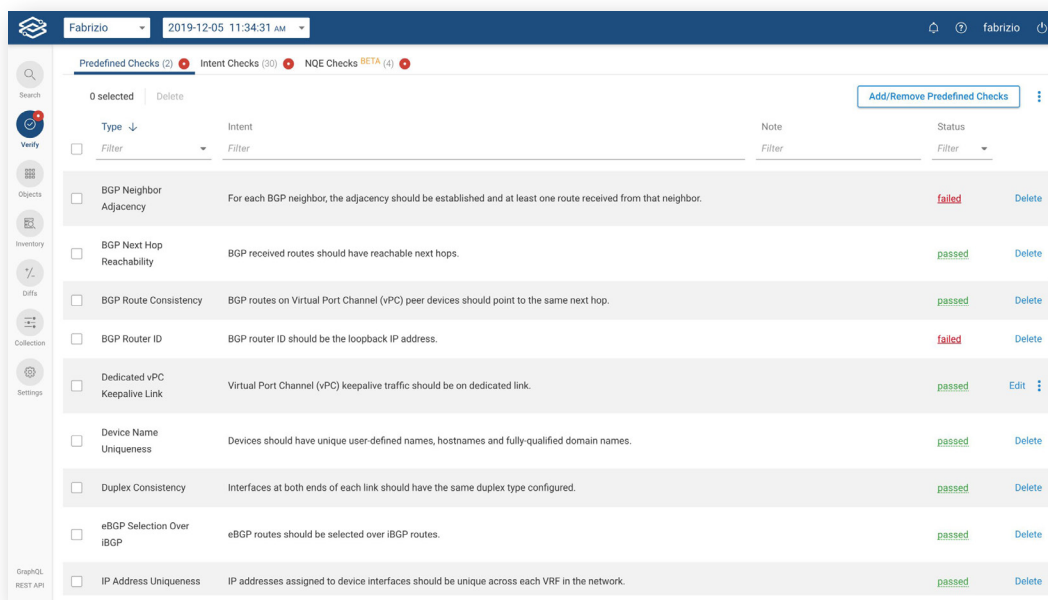 Fabrizio
2019-12-05 11:34:31 AM
fabrizio
Predefined Checks (2)
Intent Checks (30)
NQE Checks BETA (4)
Search
Verify
Objects
Inventory
Diffs
Collection
Settings
GraphQL
REST API
0 selected
Delete
Add/Remove Predefined Checks
Type
Intent
Note
Status
Filter
Filter
Filter
Filter
BGP Neighbor
Adjacency
For each BGP neighbor, the adjacency should be established and at least one route received from that neighbor.
failed
Delete
BGP Next Hop
Reachability
BGP received routes should have reachable next hops.
passed
Delete
BGP Route Consistency
BGP routes on Virtual Port Channel (vPC) peer devices should point to the same next hop.
passed
Delete
BGP Router ID
BGP router ID should be the loopback IP address.
failed
Delete
Dedicated vPC
Keepalive Link
Virtual Port Channel (vPC) keepalive traffic should be on dedicated link.
passed
Edit
Device Name
Uniqueness
Devices should have unique user-defined names, hostnames and fully-qualified domain names.
passed
Delete
Duplex Consistency
Interfaces at both ends of each link should have the same duplex type configured.
passed
Delete
eBGP Selection Over
iBGP
eBGP routes should be selected over iBGP routes.
passed
Delete
IP Address Uniqueness
IP addresses assigned to device interfaces should be unique across each VRF in the network.
passed
Delete